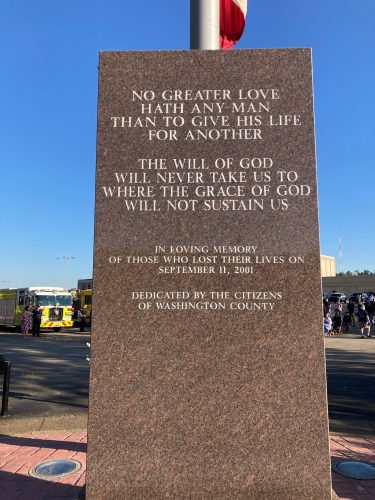 NO GREATER LOVE
HATH ANY MAN
THAN TO GIVE HIS LIFE
FOR ANOTHER
THE WILL OF GOD
WILL NEVER TAKE US TO
WHERE THE GRACE OF GOD
WILL NOT SUSTAIN US
IN LOVING MEMORY
OF THOSE WHO LOST THEIR LIVES ON
SEPTEMBER 11, 2001
DEDICATED BY THE CITIZENS
OF WASHINGTON COUNTY